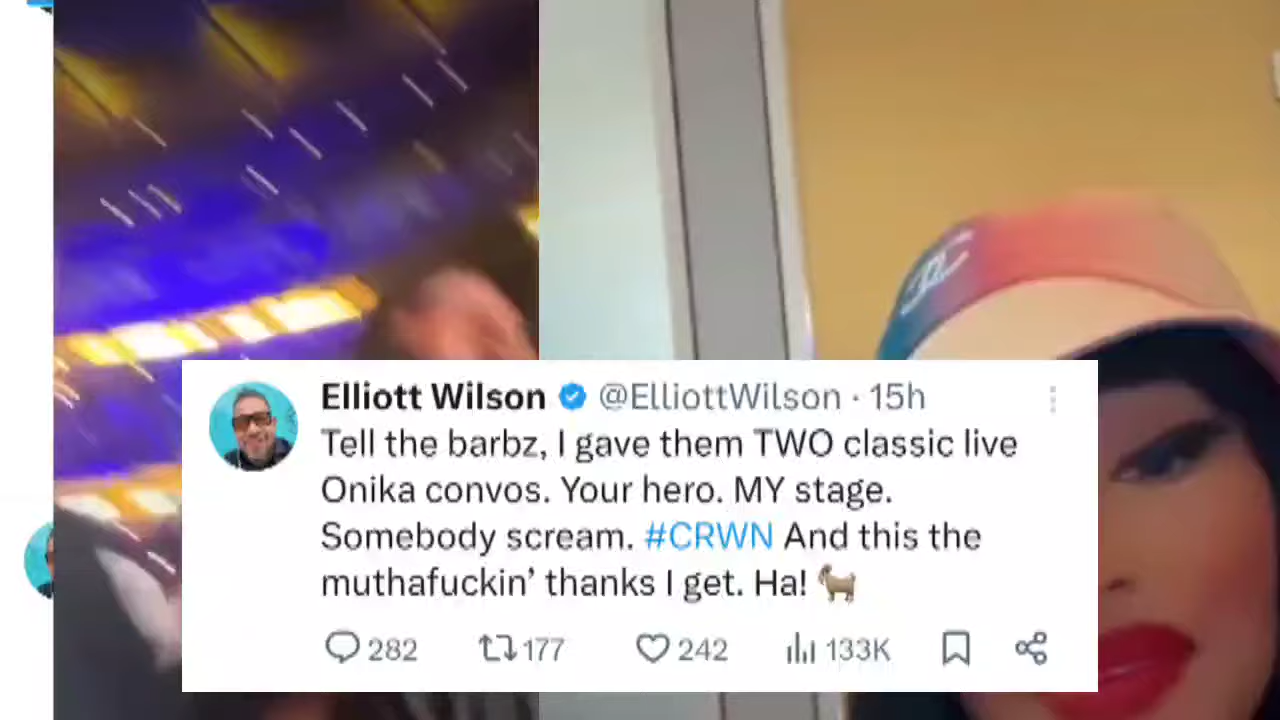 Elliott Wilson @ElliottWilson · 15h
Tell the barbz, I gave them TWO classic live
Onika convos. Your hero. MY stage.
Somebody scream. #CRWN And this the
muthafuckin’ thanks I get. Ha! 🐐
282 177 242 133K